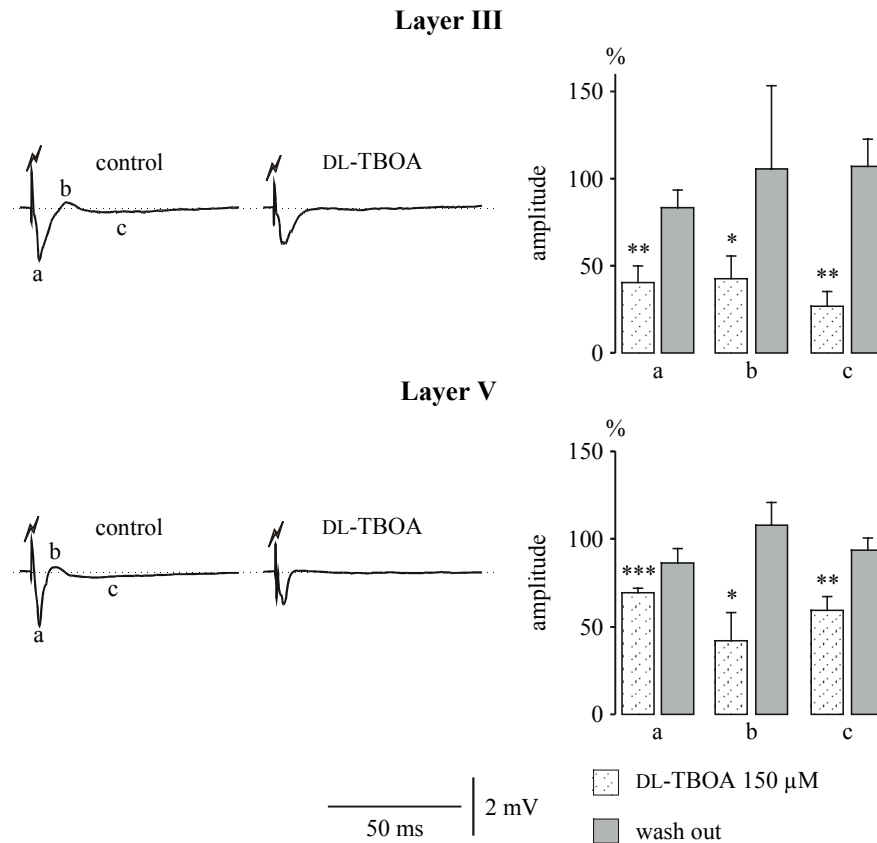 Layer III
control
DL-TBOA
b
c
a
%
150
100
50
0
amplitude
**
*
**
a
b
c
Layer V
control
DL-TBOA
b
c
a
%
150
100
50
0
amplitude
***
*
**
a
b
c
50 ms
2 mV
DL-TBOA 150 µM
wash out